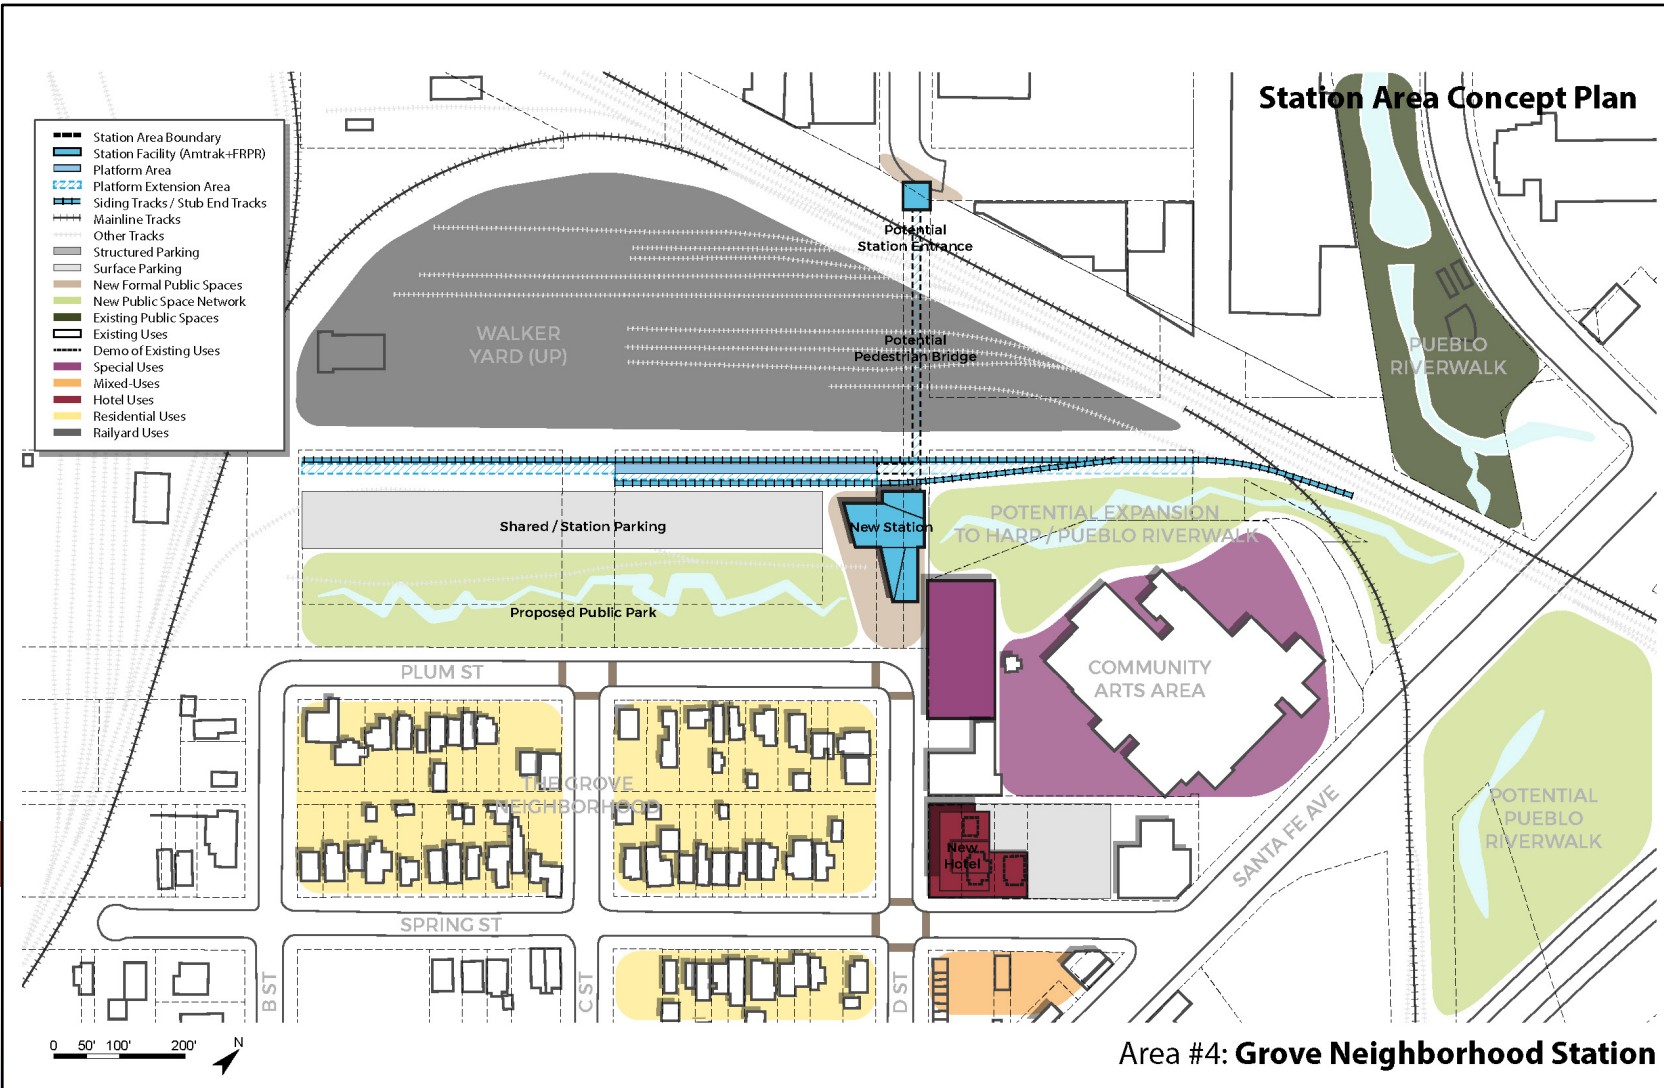 Station Area Concept Plan
Station Area Boundary
Station Facility (Amtrak+FRPR)
Platform Area
Platform Extension Area
Siding Tracks / Stub End Tracks
Mainline Tracks
Other Tracks
Structured Parking
Surface Parking
New Formal Public Spaces
New Public Space Network
Existing Public Spaces
Existing Uses
Demo of Existing Uses
Special Uses
Mixed-Uses
Hotel Uses
Residential Uses
Railyard Uses
Potential
Station Entrance
WALKER
YARD (UP)
Potential
Pedestrian Bridge
PUEBLO
RIVERWALK
Shared / Station Parking
New Station
POTENTIAL EXPANSION
TO HARP / PUEBLO RIVERWALK
Proposed Public Park
PLUM ST
COMMUNITY
ARTS AREA
THE GROVE
NEIGHBORHOOD
POTENTIAL
PUEBLO
RIVERWALK
SANTA FE AVE
New
Hotel
SPRING ST
B ST
C ST
D ST
0 50' 100' 200'
N
Area #4: Grove Neighborhood Station